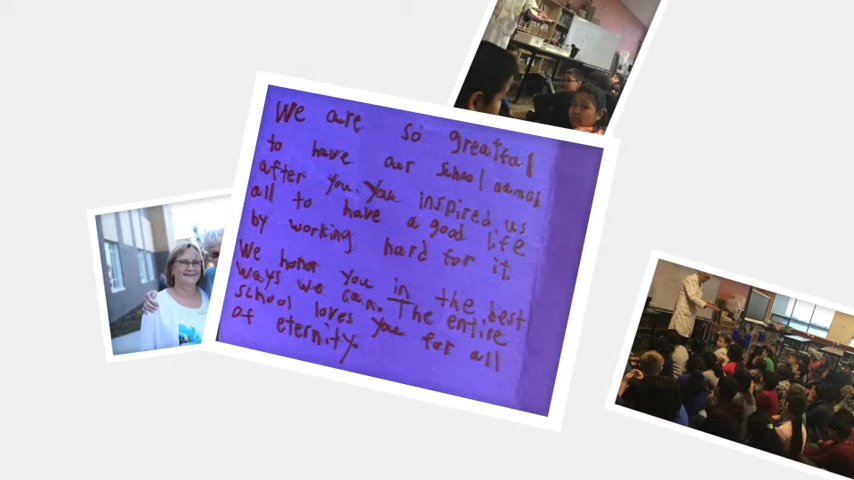 We are so greatful
to have our school named
after you. You inspired us
all to have a good life
by working hard for it.
We honor you in the best
ways we can. The entire
school loves you for all
of eternity.